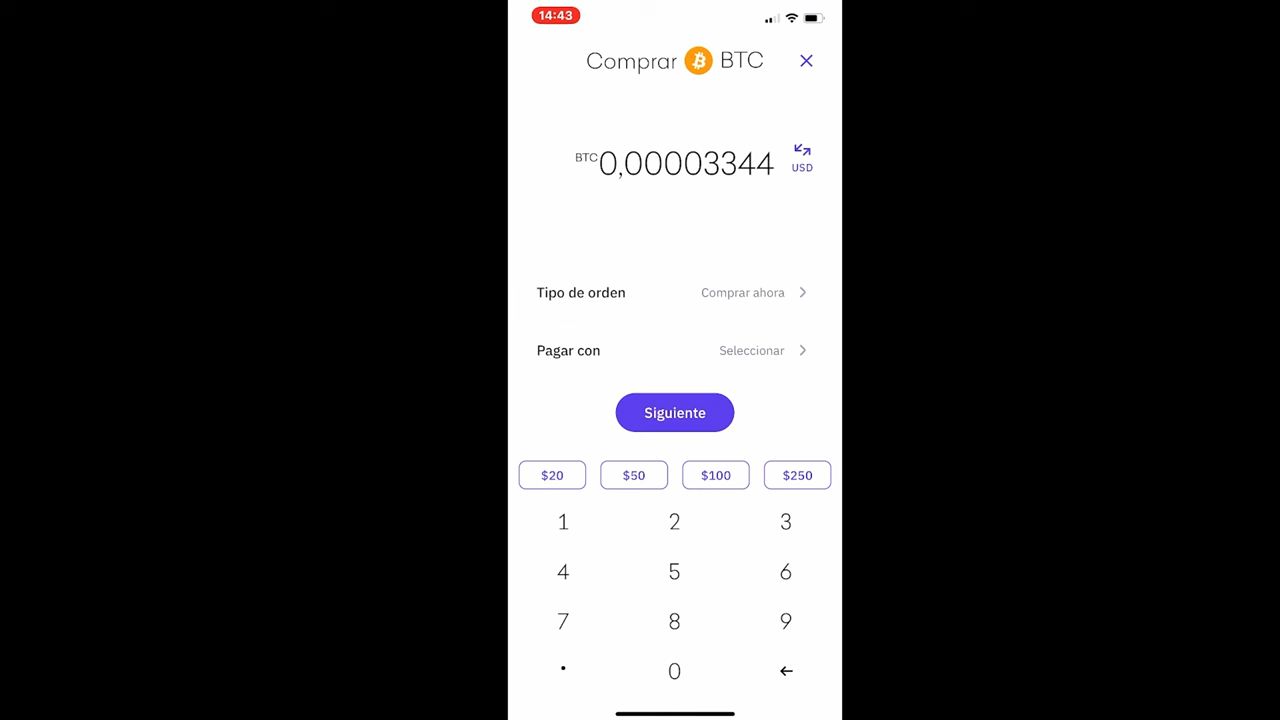 14:43
Comprar BTC
BTC 0,00003344
USD
Tipo de orden Comprar ahora
Pagar con Seleccionar
Siguiente
$20 $50 $100 $250
1 2 3
4 5 6
7 8 9
. 0